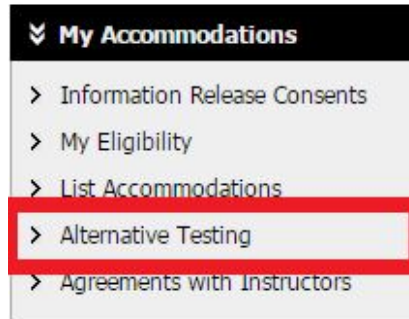 My Accommodations
Information Release Consents
My Eligibility
List Accommodations
Alternative Testing
Agreements with Instructors